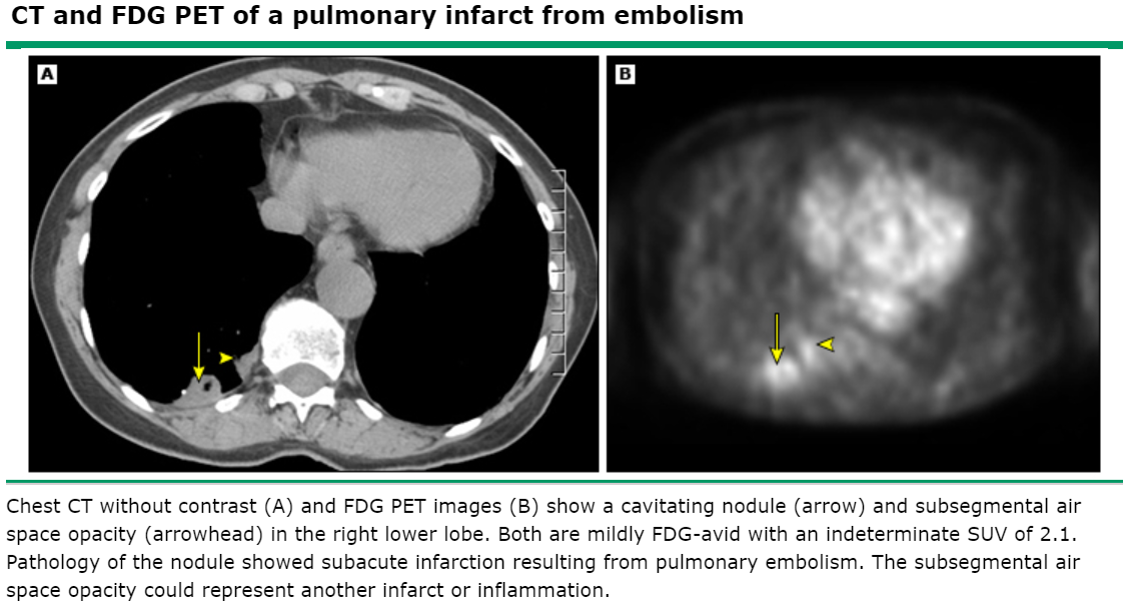 CT and FDG PET of a pulmonary infarct from embolism
A
B
Chest CT without contrast (A) and FDG PET images (B) show a cavitating nodule (arrow) and subsegmental air
space opacity (arrowhead) in the right lower lobe. Both are mildly FDG-avid with an indeterminate SUV of 2.1.
Pathology of the nodule showed subacute infarction resulting from pulmonary embolism. The subsegmental air
space opacity could represent another infarct or inflammation.